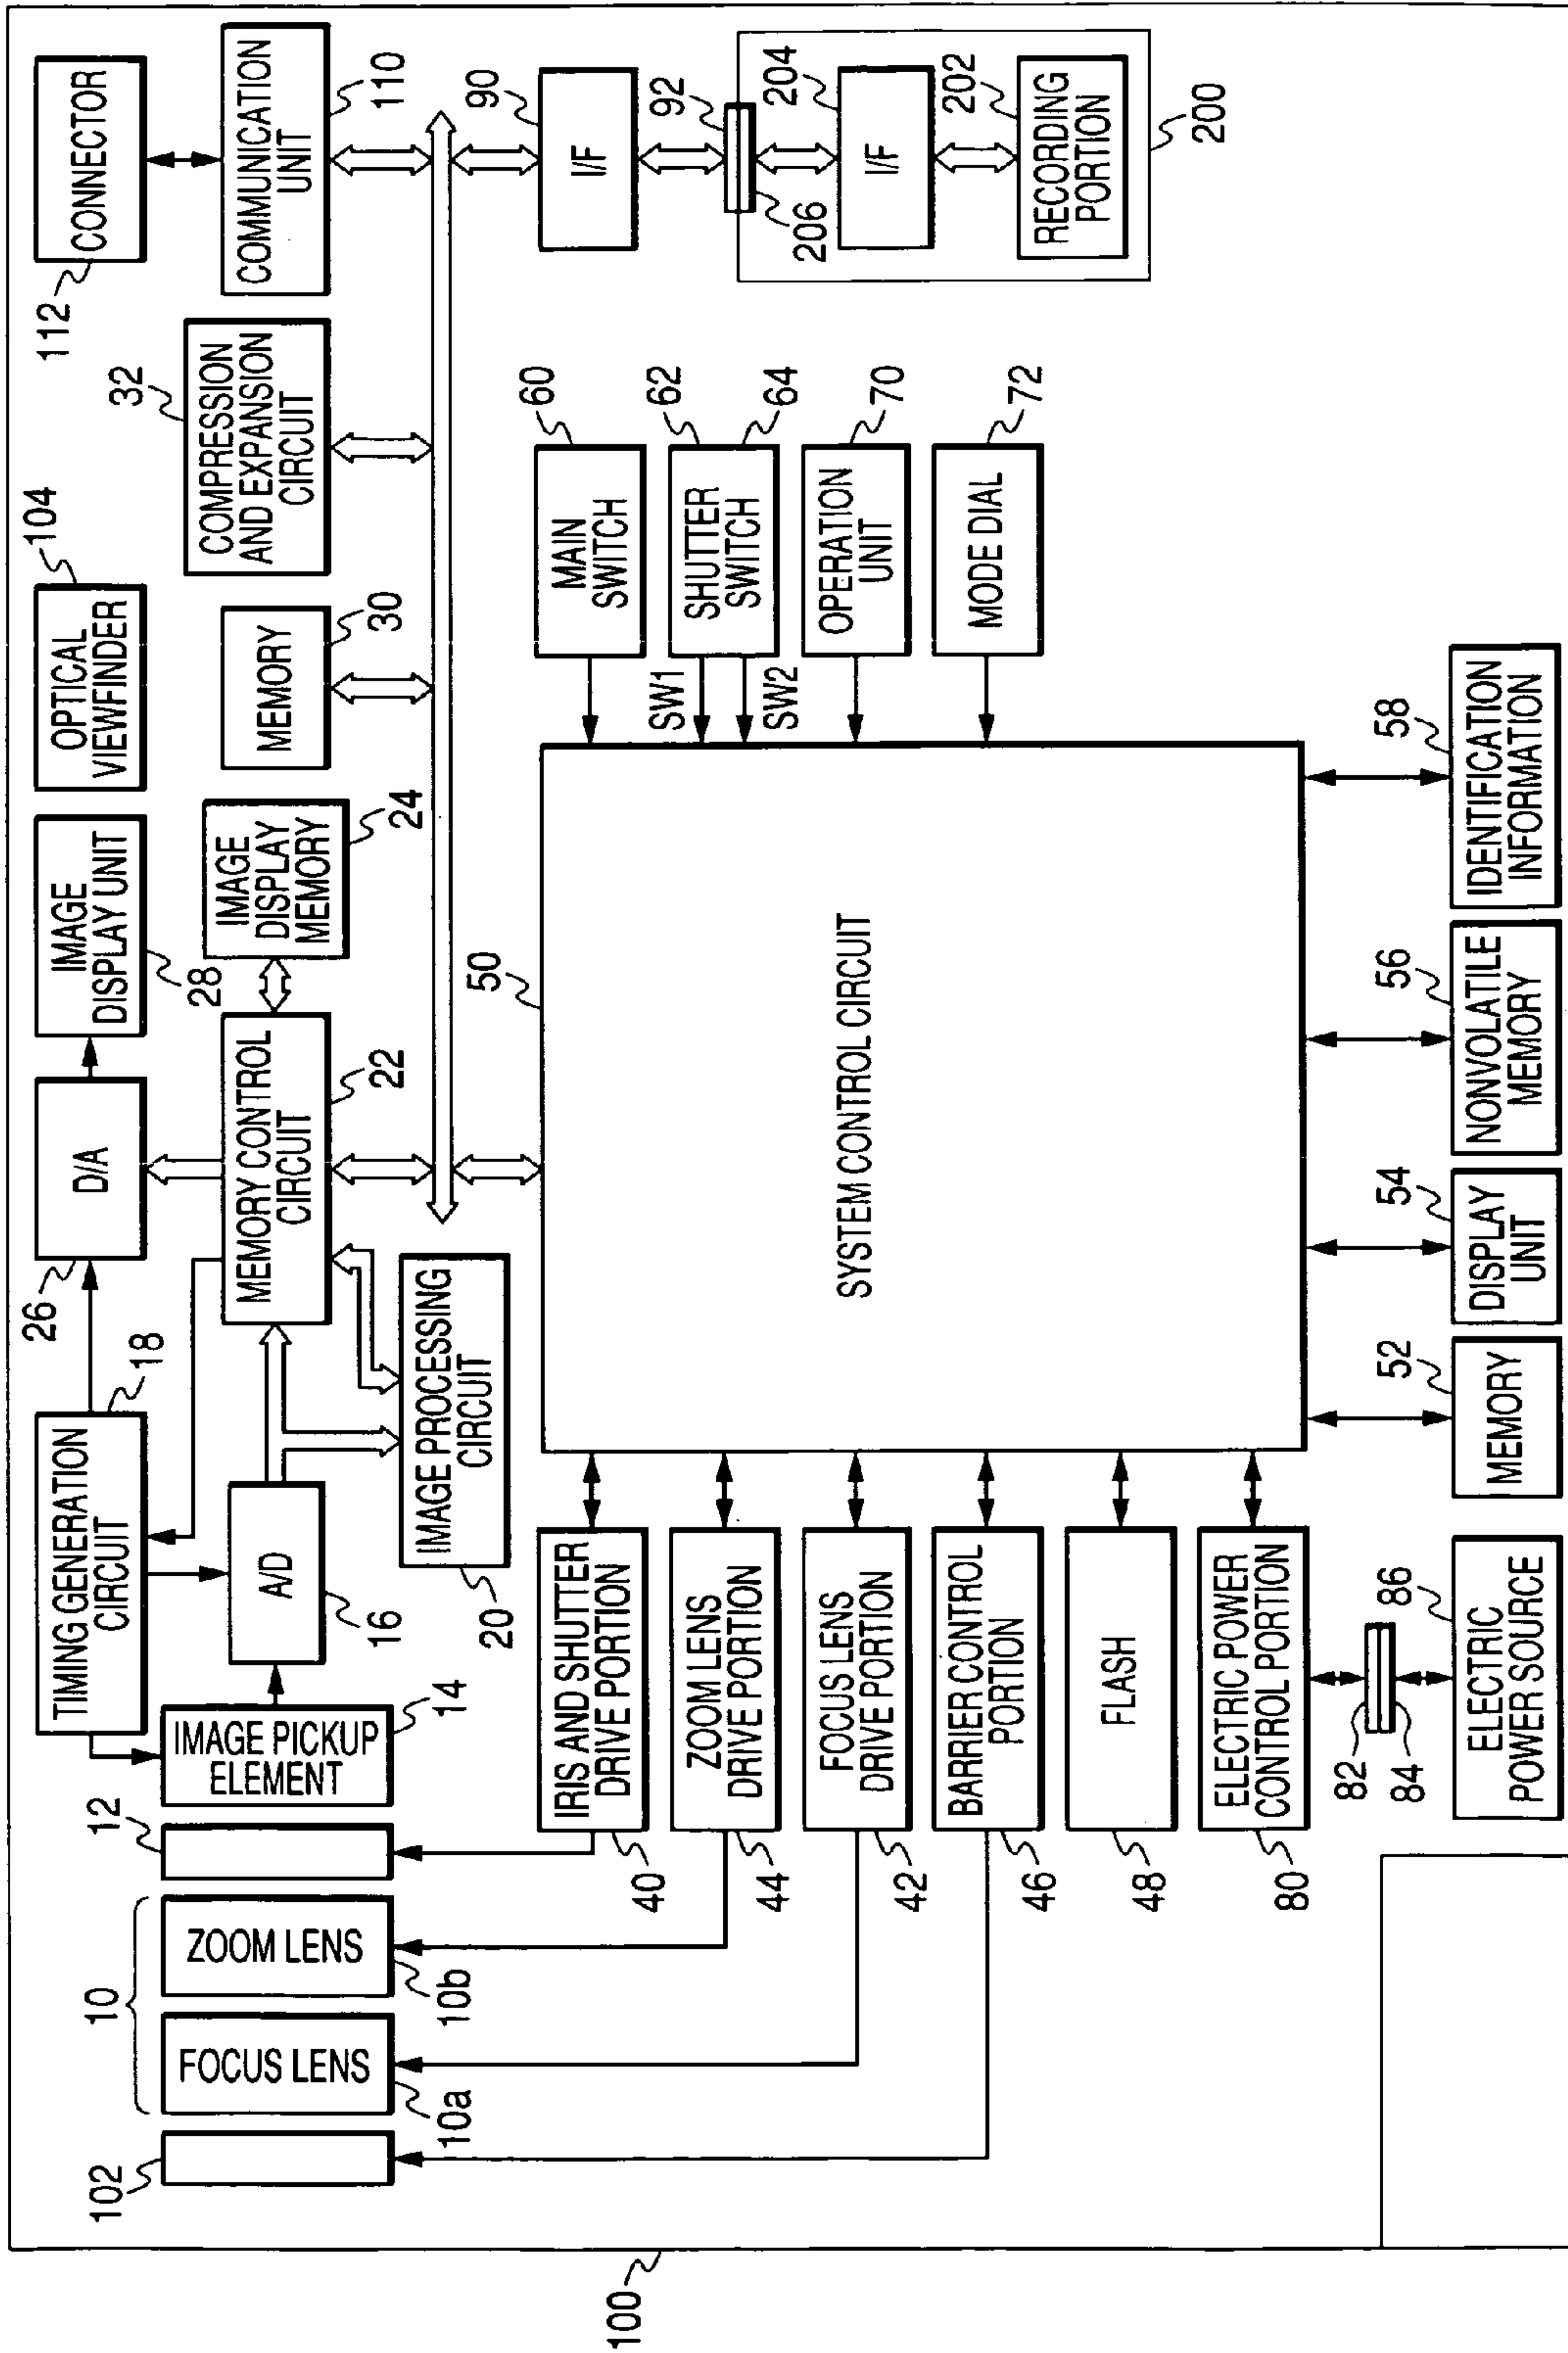 100
102
10
FOCUS LENS
10a
ZOOM LENS
10b
12
IMAGE PICKUP
ELEMENT
14
TIMING GENERATION
CIRCUIT
18
A/D
16
26
D/A
IMAGE
DISPLAY UNIT
28
OPTICAL
VIEWFINDER
104
CONNECTOR
112
MEMORY CONTROL
CIRCUIT
22
IMAGE
DISPLAY
MEMORY
24
MEMORY
30
COMPRESSION
AND EXPANSION
CIRCUIT
32
COMMUNICATION
UNIT
110
IMAGE PROCESSING
CIRCUIT
20
IRIS AND SHUTTER
DRIVE PORTION
40
ZOOM LENS
DRIVE PORTION
44
FOCUS LENS
DRIVE PORTION
42
BARRIER CONTROL
PORTION
46
FLASH
48
ELECTRIC POWER
CONTROL PORTION
80
82
84
ELECTRIC
POWER SOURCE
86
50
SYSTEM CONTROL CIRCUIT
MAIN
SWITCH
60
SW1
SW2
SHUTTER
SWITCH
62
64
OPERATION
UNIT
70
MODE DIAL
72
MEMORY
52
DISPLAY
UNIT
54
NONVOLATILE
MEMORY
56
IDENTIFICATION
INFORMATION
58
I/F
90
92
206
I/F
204
RECORDING
PORTION
202
200